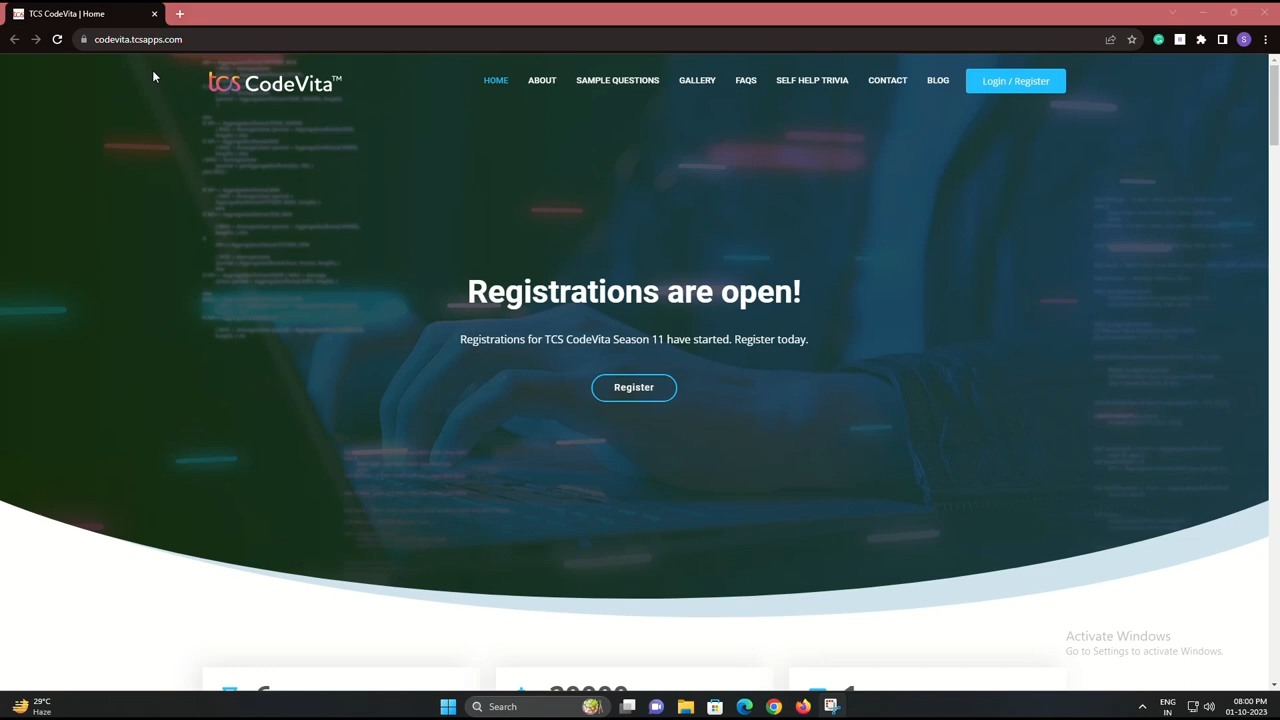 TCS CodeVita | Home
codevita.tcsapps.com
tcs CodeVita™
HOME ABOUT SAMPLE QUESTIONS GALLERY FAQS SELF HELP TRIVIA CONTACT BLOG Login / Register
Registrations are open!
Registrations for TCS CodeVita Season 11 have started. Register today.
Register
Activate Windows
Go to Settings to activate Windows.
29°C
Haze
Search
ENG
IN
08:00 PM
01-10-2023